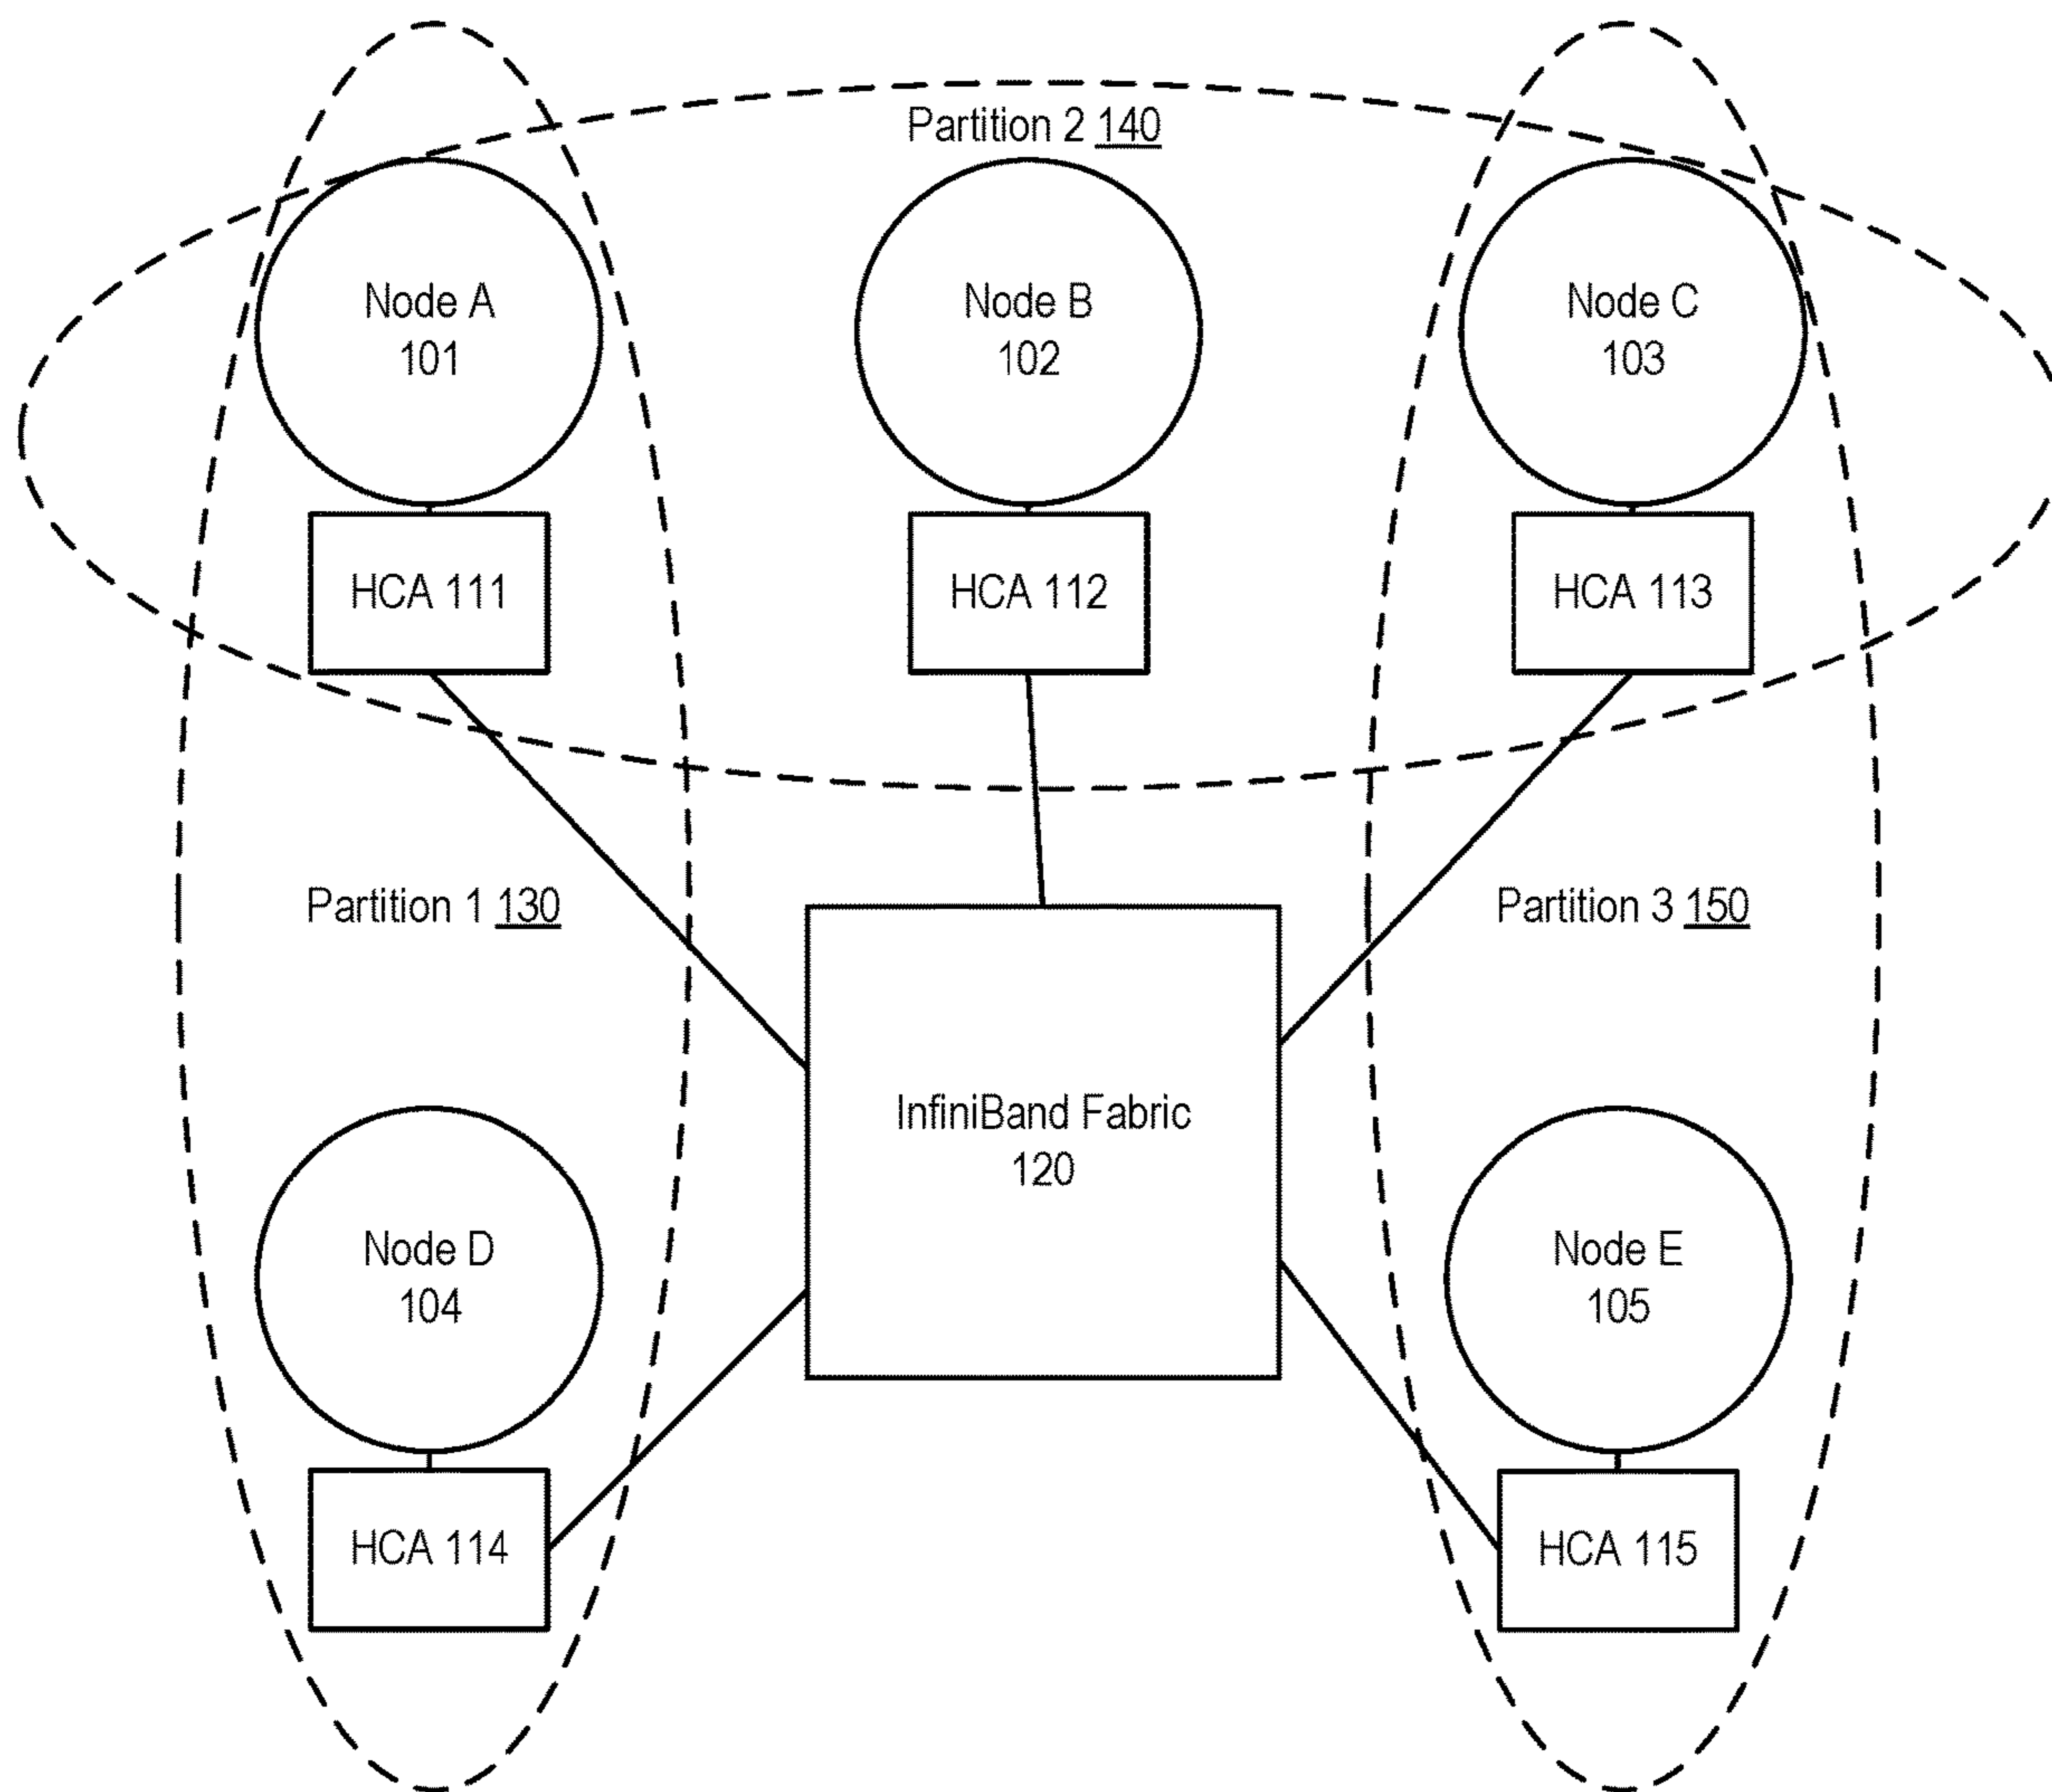 Partition 2 140
Node A
101
Node B
102
Node C
103
HCA 111
HCA 112
HCA 113
Partition 1 130
Partition 3 150
InfiniBand Fabric
120
Node D
104
Node E
105
HCA 114
HCA 115